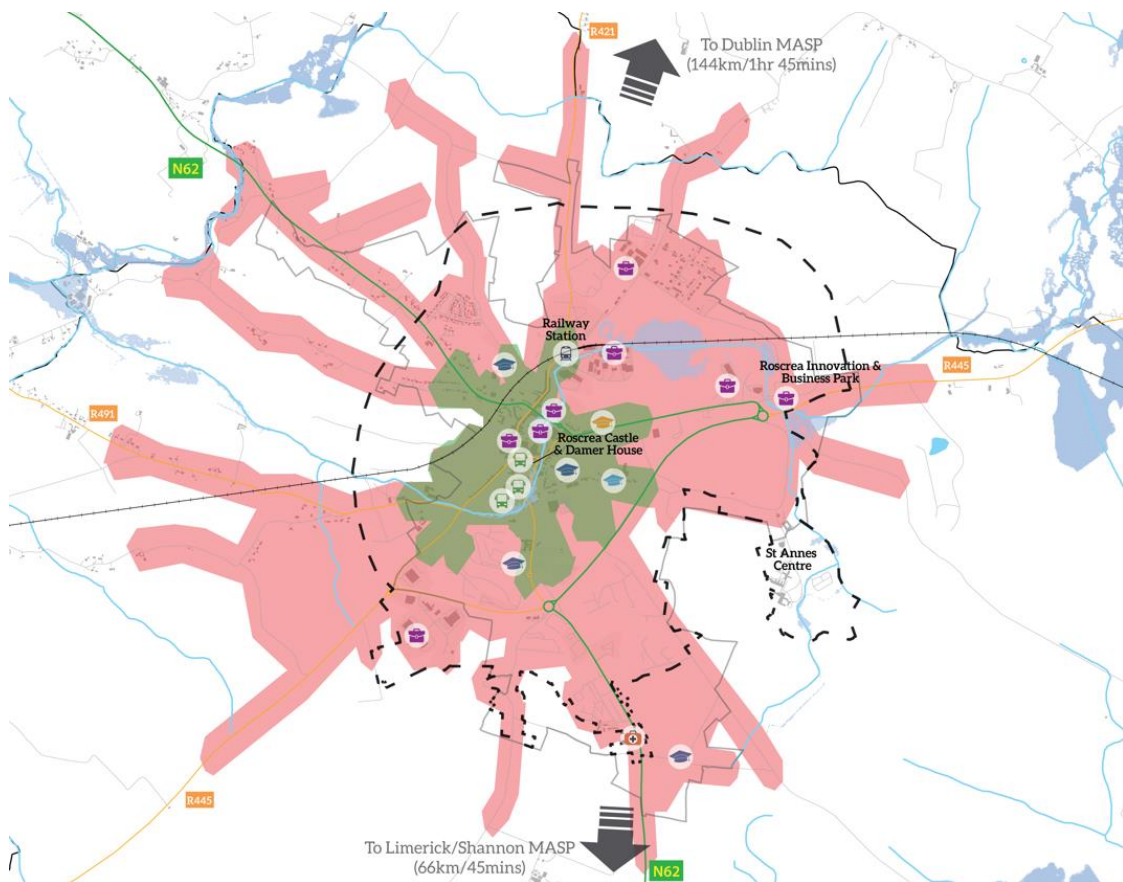 R421
To Dublin MASP
(144km/1hr 45mins)
N62
Railway
Station
Roscrea Innovation &
Business Park
R445
R491
Roscrea Castle
& Damer House
St Annes
Centre
R445
To Limerick/Shannon MASP
(66km/45mins)
N62